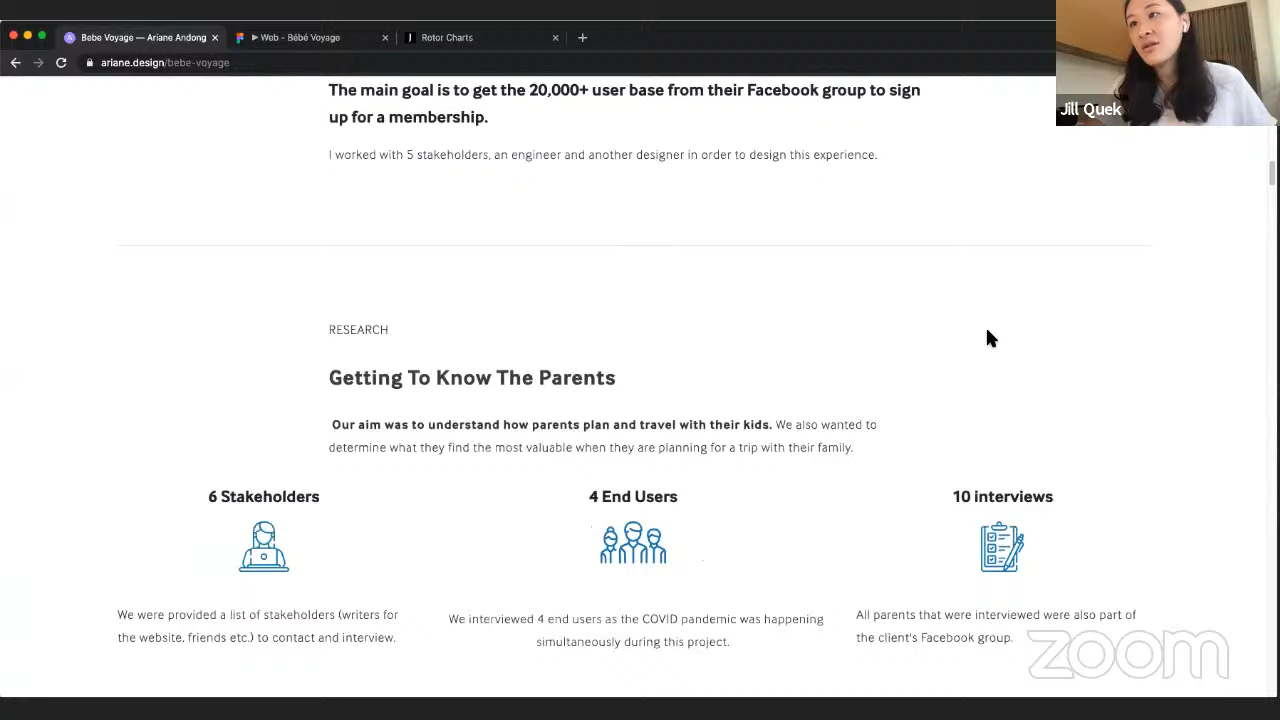 Bebe Voyage — Ariane Andong
Web - Bébé Voyage
Rotor Charts
ariane.design/bebe-voyage
Jill Quek
The main goal is to get the 20,000+ user base from their Facebook group to sign
up for a membership.
I worked with 5 stakeholders, an engineer and another designer in order to design this experience.
RESEARCH
Getting To Know The Parents
Our aim was to understand how parents plan and travel with their kids. We also wanted to
determine what they find the most valuable when they are planning for a trip with their family.
6 Stakeholders
4 End Users
10 interviews
We were provided a list of stakeholders (writers for
the website, friends etc.) to contact and interview.
We interviewed 4 end users as the COVID pandemic was happening
simultaneously during this project.
All parents that were interviewed were also part of
the client's Facebook group.
zoom